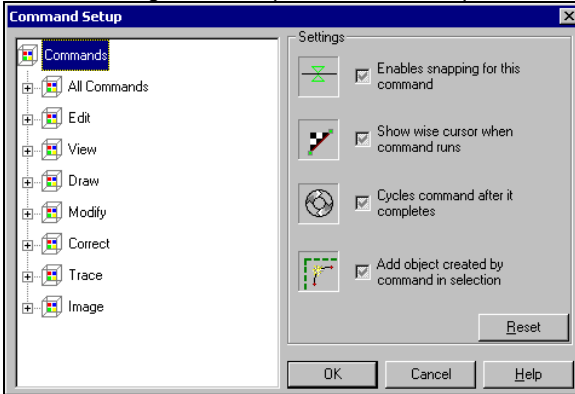 Command Setup
Commands
All Commands
Edit
View
Draw
Modify
Correct
Trace
Image
Settings
Enables snapping for this
command
Show wise cursor when
command runs
Cycles command after it
completes
Add object created by
command in selection
Reset
OK Cancel Help